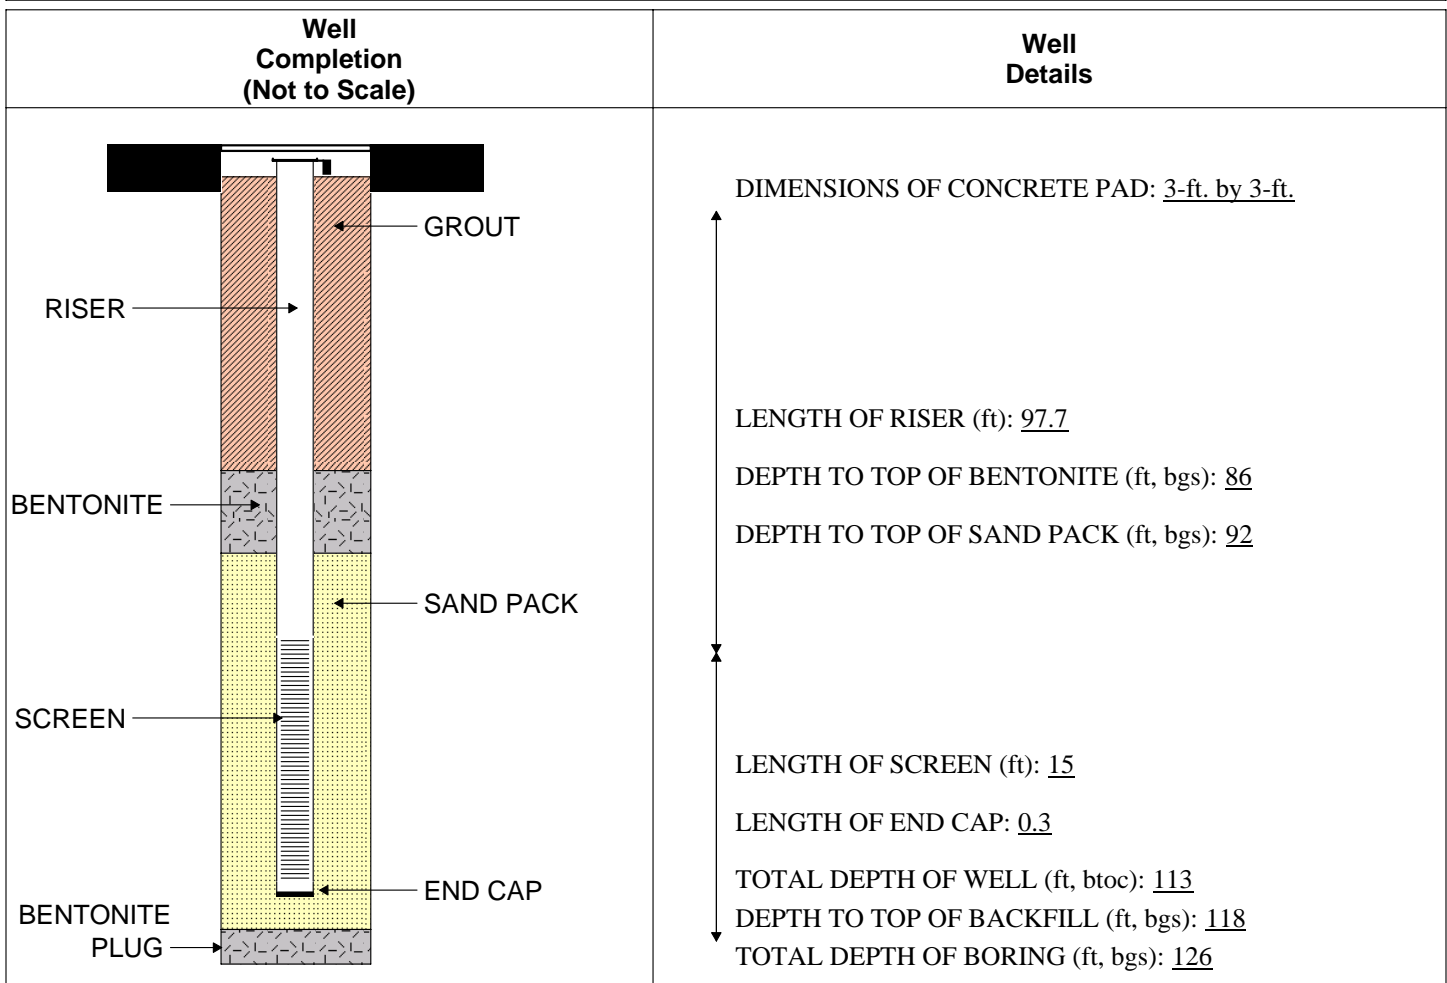 Well
Completion
(Not to Scale)
Well
Details
GROUT
RISER
BENTONITE
SAND PACK
SCREEN
END CAP
BENTONITE
PLUG
DIMENSIONS OF CONCRETE PAD: 3-ft. by 3-ft.
LENGTH OF RISER (ft): 97.7
DEPTH TO TOP OF BENTONITE (ft, bgs): 86
DEPTH TO TOP OF SAND PACK (ft, bgs): 92
LENGTH OF SCREEN (ft): 15
LENGTH OF END CAP: 0.3
TOTAL DEPTH OF WELL (ft, btoc): 113
DEPTH TO TOP OF BACKFILL (ft, bgs): 118
TOTAL DEPTH OF BORING (ft, bgs): 126